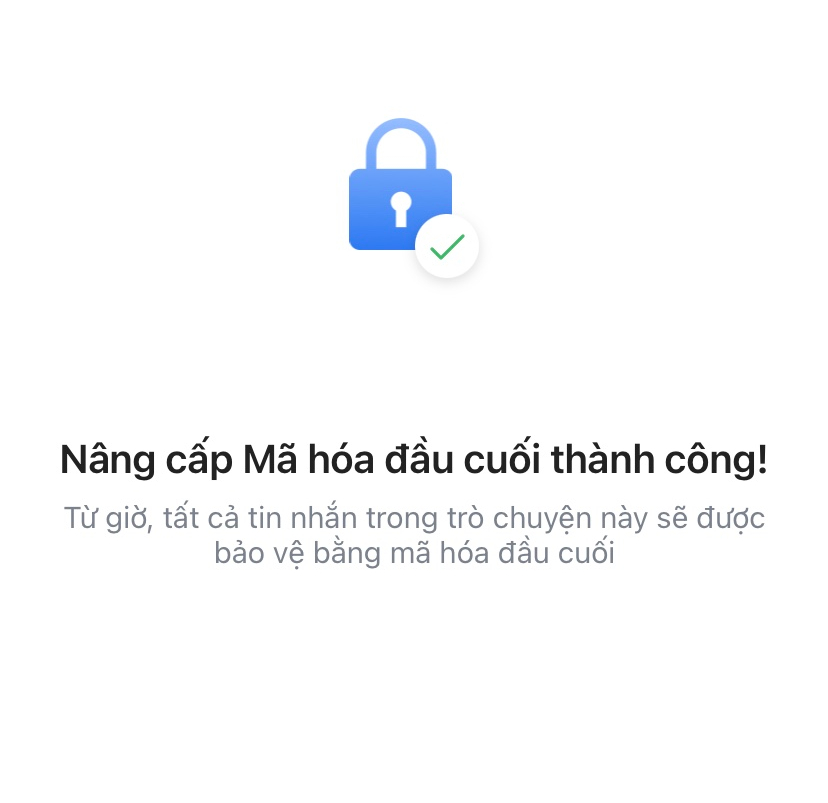 Nâng cấp Mã hóa đầu cuối thành công!
Từ giờ, tất cả tin nhắn trong trò chuyện này sẽ được
bảo vệ bằng mã hóa đầu cuối